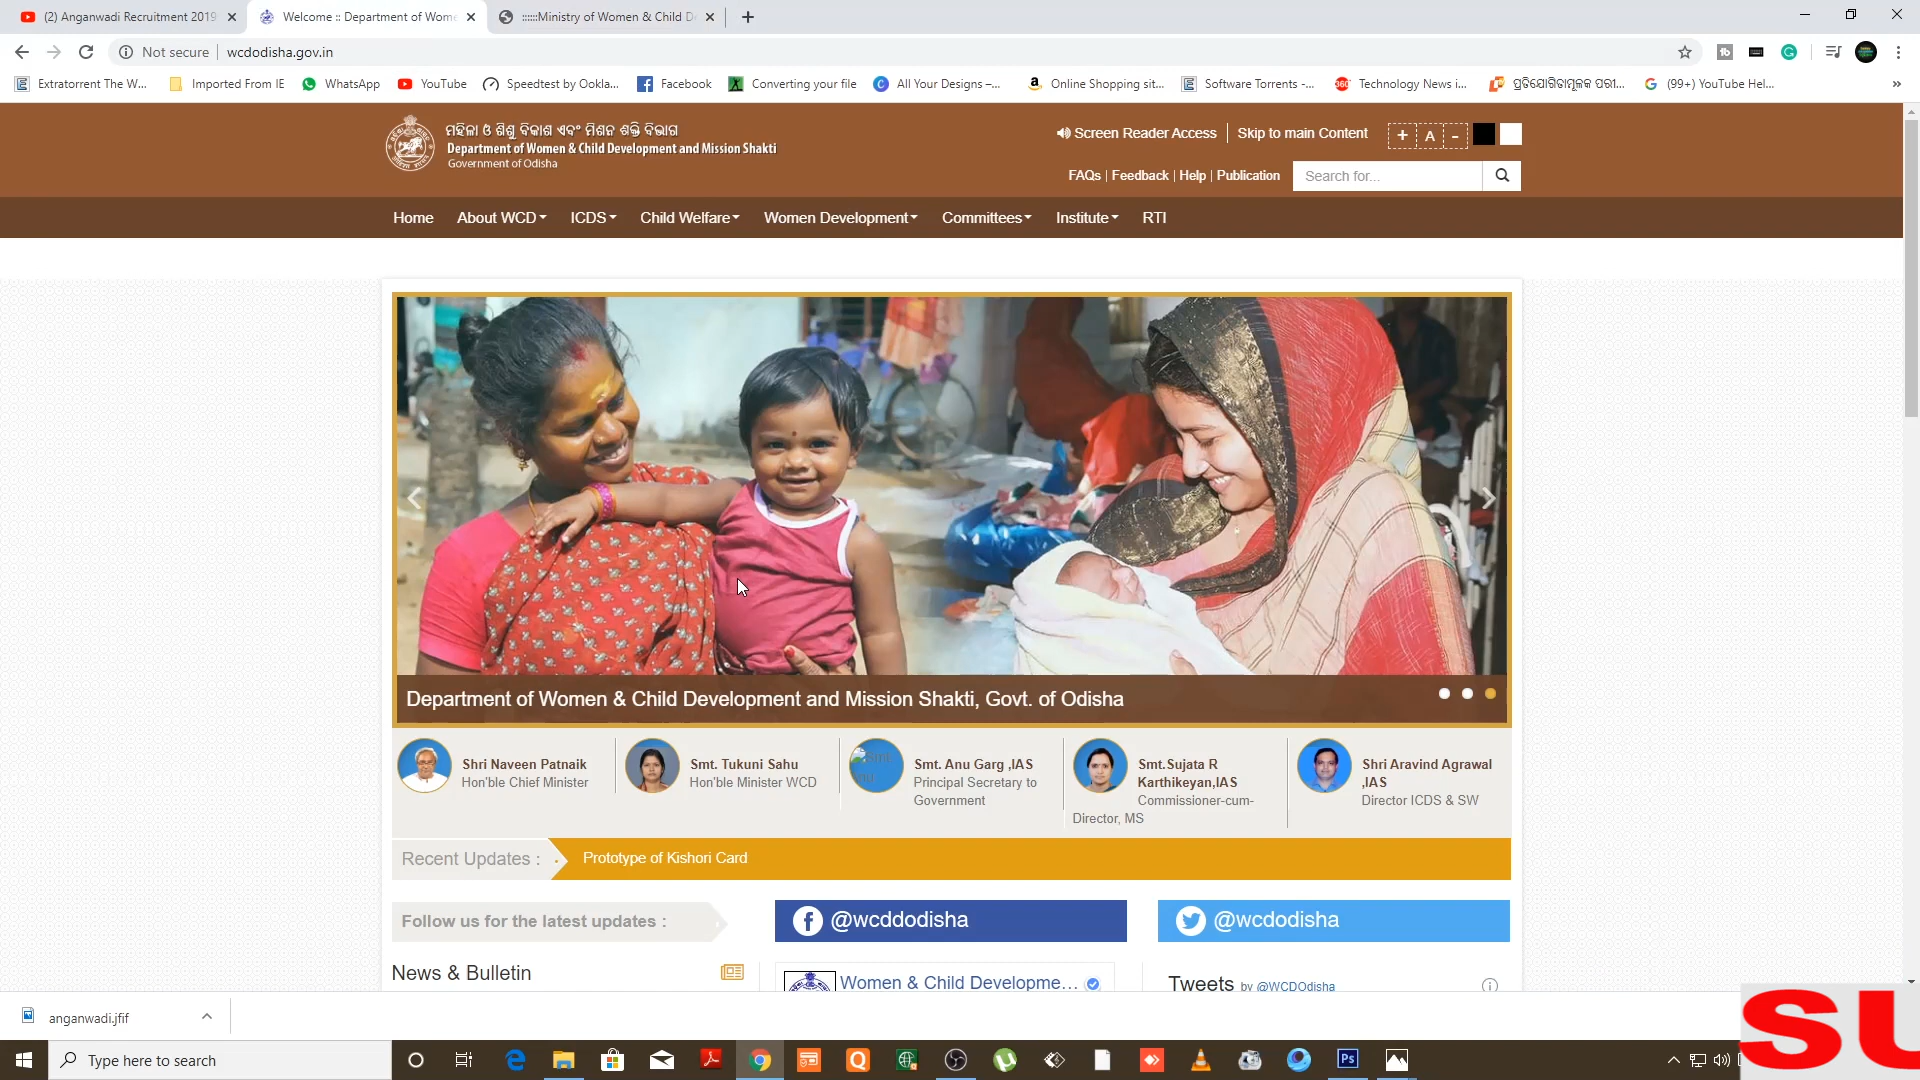 (2) Anganwadi Recruitment 2019
Welcome :: Department of Wome
::::::Ministry of Women & Child De
Not secure
wcdodisha.gov.in
Extratorrent The W...
Imported From IE
WhatsApp
YouTube
Speedtest by Ookla...
Facebook
Converting your file
All Your Designs –...
Online Shopping sit...
Software Torrents -...
Technology News i...
ପ୍ରତିଯୋଗିତାମୂଳକ ପରୀ...
(99+) YouTube Hel...
ମହିଳା ଓ ଶିଶୁ ବିକାଶ ଏବଂ ମିଶନ ଶକ୍ତି ବିଭାଗ
Department of Women & Child Development and Mission Shakti
Government of Odisha
Screen Reader Access
Skip to main Content
+ A -
FAQs | Feedback | Help | Publication
Search for...
Home About WCD ICDS Child Welfare Women Development Committees Institute RTI
Department of Women & Child Development and Mission Shakti, Govt. of Odisha
Shri Naveen Patnaik
Hon'ble Chief Minister
Smt. Tukuni Sahu
Hon'ble Minister WCD
Smt. Anu Garg ,IAS
Principal Secretary to
Government
Smt.Sujata R
Karthikeyan,IAS
Commissioner-cum-
Director, MS
Shri Aravind Agrawal
,IAS
Director ICDS & SW
Recent Updates :
Prototype of Kishori Card
Follow us for the latest updates :
@wcddodisha
@wcdodisha
News & Bulletin
Women & Child Developme...
Tweets by @WCDOdisha
anganwadi.jfif
Type here to search
SU